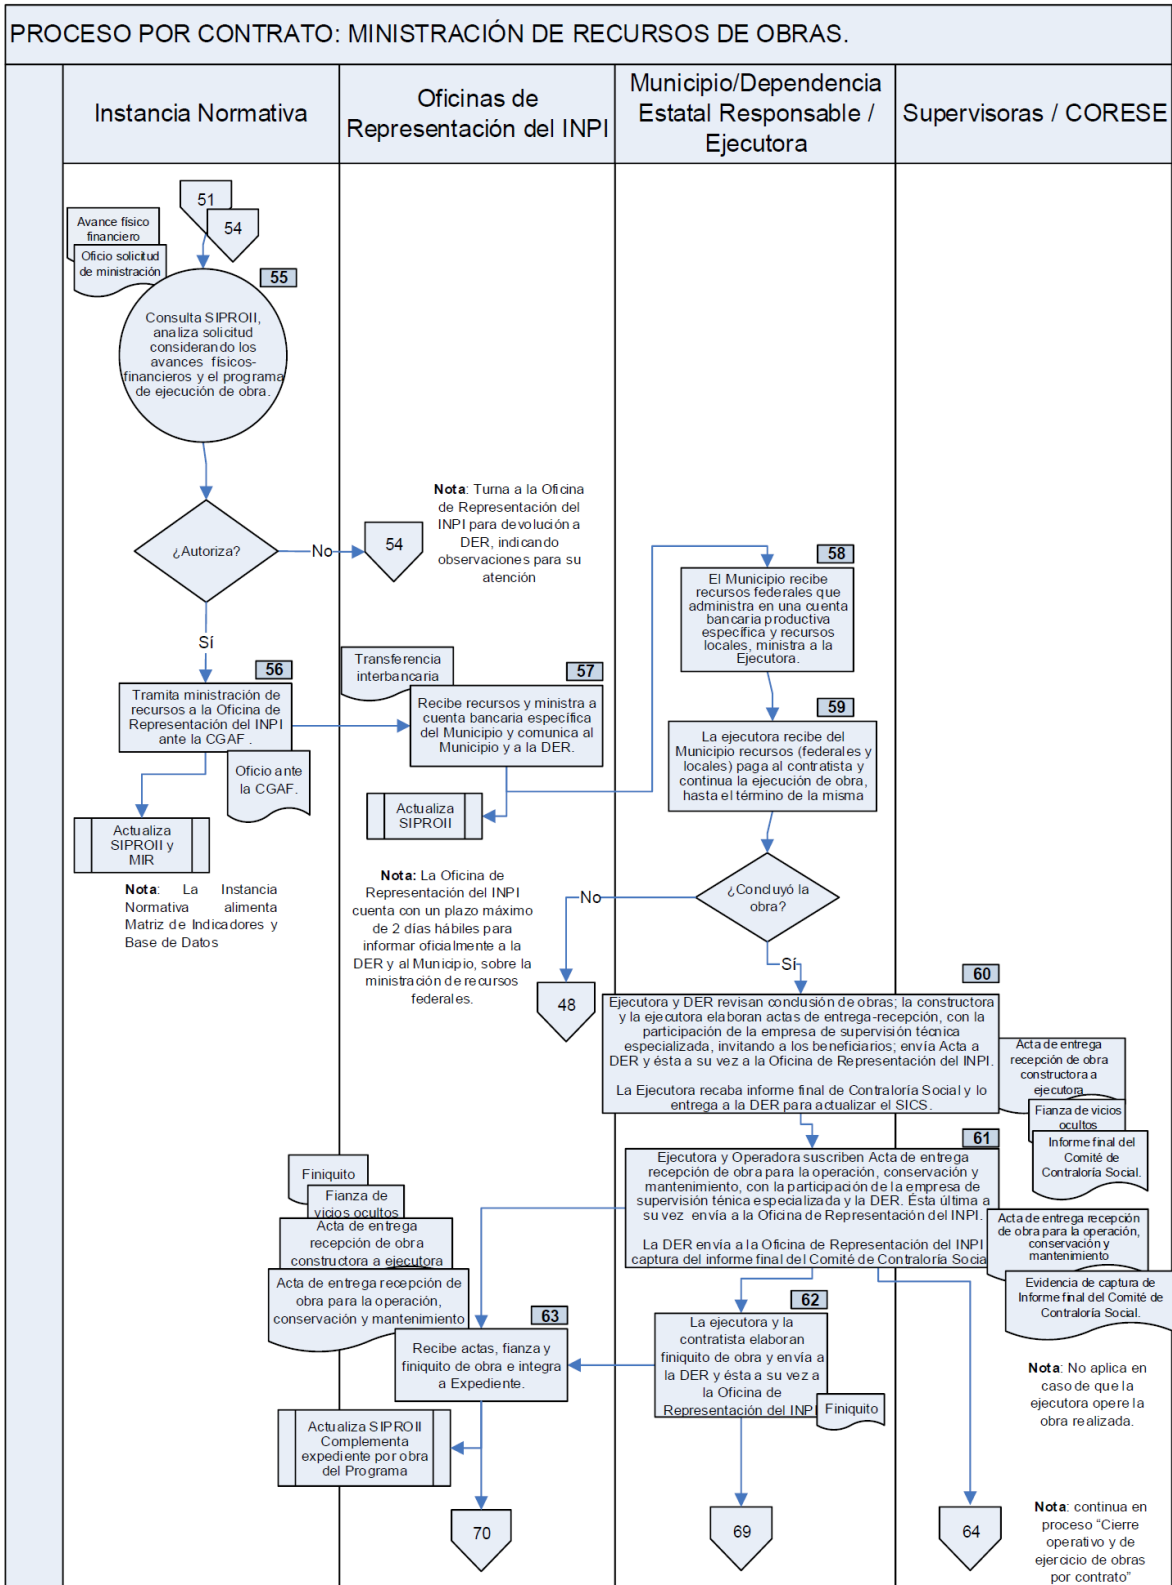 PROCESO POR CONTRATO: MINISTRACIÓN DE RECURSOS DE OBRAS.
Instancia Normativa
Oficinas de
Representación del INPI
Municipio/Dependencia
Estatal Responsable /
Ejecutora
Supervisoras / CORESE
51
54
Avance físico
financiero
Oficio solicitud
de ministración
55
Consulta SIPROII,
analiza solicitud
considerando los
avances físicos-
financieros y el programa
de ejecución de obra.
¿Autoriza?
No
54
Nota: Turna a la Oficina
de Representación del
INPI para devolución a
DER, indicando
observaciones para su
atención
Sí
56
Tramita ministración de
recursos a la Oficina de
Representación del INPI
ante la CGAF .
Oficio ante
la CGAF.
Actualiza
SIPROII y
MIR
Nota: La Instancia
Normativa alimenta
Matriz de Indicadores y
Base de Datos
Transferencia
interbancaria
57
Recibe recursos y ministra a
cuenta bancaria específica
del Municipio y comunica al
Municipio y a la DER.
Actualiza
SIPROII
Nota: La Oficina de
Representación del INPI
cuenta con un plazo máximo
de 2 días hábiles para
informar oficialmente a la
DER y al Municipio, sobre la
ministración de recursos
federales.
58
El Municipio recibe
recursos federales que
administra en una cuenta
bancaria productiva
específica y recursos
locales, ministra a la
Ejecutora.
59
La ejecutora recibe del
Municipio recursos (federales y
locales) paga al contratista y
continua la ejecución de obra,
hasta el término de la misma
¿Concluyó la
obra?
No
48
Sí
60
Ejecutora y DER revisan conclusión de obras; la constructora
y la ejecutora elaboran actas de entrega-recepción, con la
participación de la empresa de supervisión técnica
especializada, invitando a los beneficiarios; envía Acta a
DER y ésta a su vez a la Oficina de Representación del INPI.
La Ejecutora recaba informe final de Contraloría Social y lo
entrega a la DER para actualizar el SICS.
Acta de entrega
recepción de obra
constructora a
ejecutora
Fianza de vicios
ocultos
Informe final del
Comité de
Contraloría Social.
61
Ejecutora y Operadora suscriben Acta de entrega
recepción de obra para la operación, conservación y
mantenimiento, con la participación de la empresa de
supervisión ténica especializada y la DER. Ésta última a
su vez envía a la Oficina de Representación del INPI.
La DER envía a la Oficina de Representación del INPI
captura del informe final del Comité de Contraloría Social
Acta de entrega recepción
de obra para la operación,
conservación y
mantenimiento
Evidencia de captura de
Informe final del Comité de
Contraloría Social.
Finiquito
Fianza de
vicios ocultos
Acta de entrega
recepción de obra
constructora a ejecutora
Acta de entrega recepción de
obra para la operación,
conservación y mantenimiento
63
Recibe actas, fianza y
finiquito de obra e integra
a Expediente.
Actualiza SIPROII
Complementa
expediente por obra
del Programa
70
62
La ejecutora y la
contratista elaboran
finiquito de obra y envía a
la DER y ésta a su vez a
la Oficina de
Representación del INPI
Finiquito
69
64
Nota: No aplica en
caso de que la
ejecutora opere la
obra realizada.
Nota: continua en
proceso “Cierre
operativo y de
ejercicio de obras
por contrato”